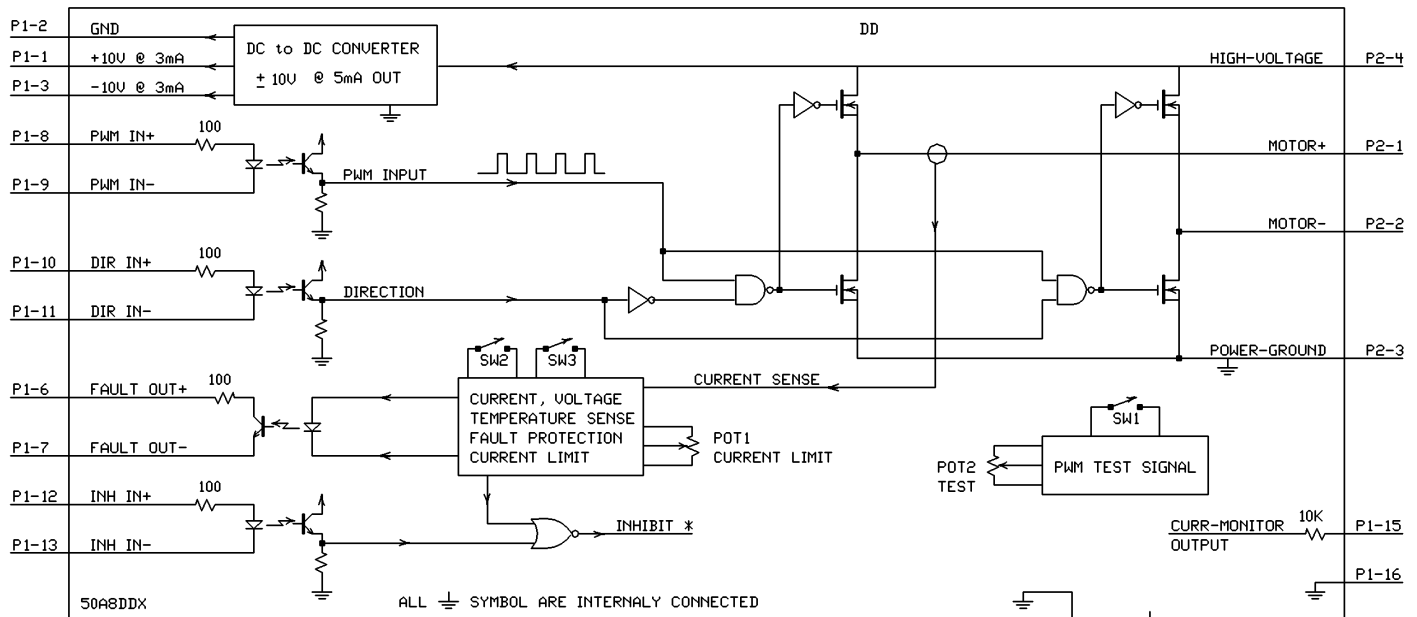 P1-2 GND
DD
DC to DC CONVERTER
P1-1 +10V @ 3mA
HIGH-VOLTAGE P2-4
± 10V @ 5mA OUT
P1-3 -10V @ 3mA
100
P1-8 PWM IN+
MOTOR+ P2-1
PWM INPUT
P1-9 PWM IN-
MOTOR- P2-2
100
P1-10 DIR IN+
DIRECTION
P1-11 DIR IN-
SW2 SW3
POWER-GROUND P2-3
CURRENT SENSE
100
P1-6 FAULT OUT+
CURRENT, VOLTAGE
TEMPERATURE SENSE
FAULT PROTECTION
CURRENT LIMIT
SW1
POT1
CURRENT LIMIT
P1-7 FAULT OUT-
POT2
TEST
PWM TEST SIGNAL
100
P1-12 INH IN+
INHIBIT *
10K
CURR-MONITOR
OUTPUT
P1-15
P1-13 INH IN-
P1-16
50A8DDX
ALL SYMBOL ARE INTERNALY CONNECTED